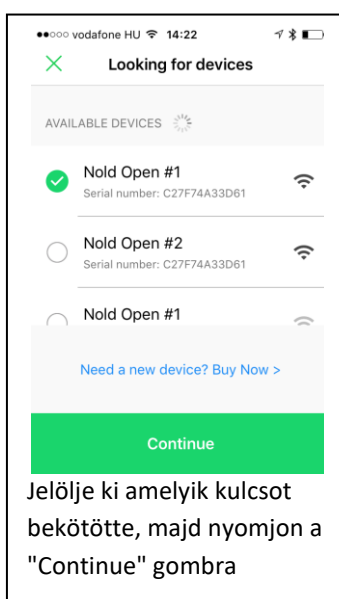 vodafone HU 14:22
Looking for devices
AVAILABLE DEVICES
Nold Open #1
Serial number: C27F74A33D61
Nold Open #2
Serial number: C27F74A33D61
Nold Open #1
Need a new device? Buy Now >
Continue
Jelölje ki amelyik kulcsot
bekötötte, majd nyomjon a
"Continue" gombra